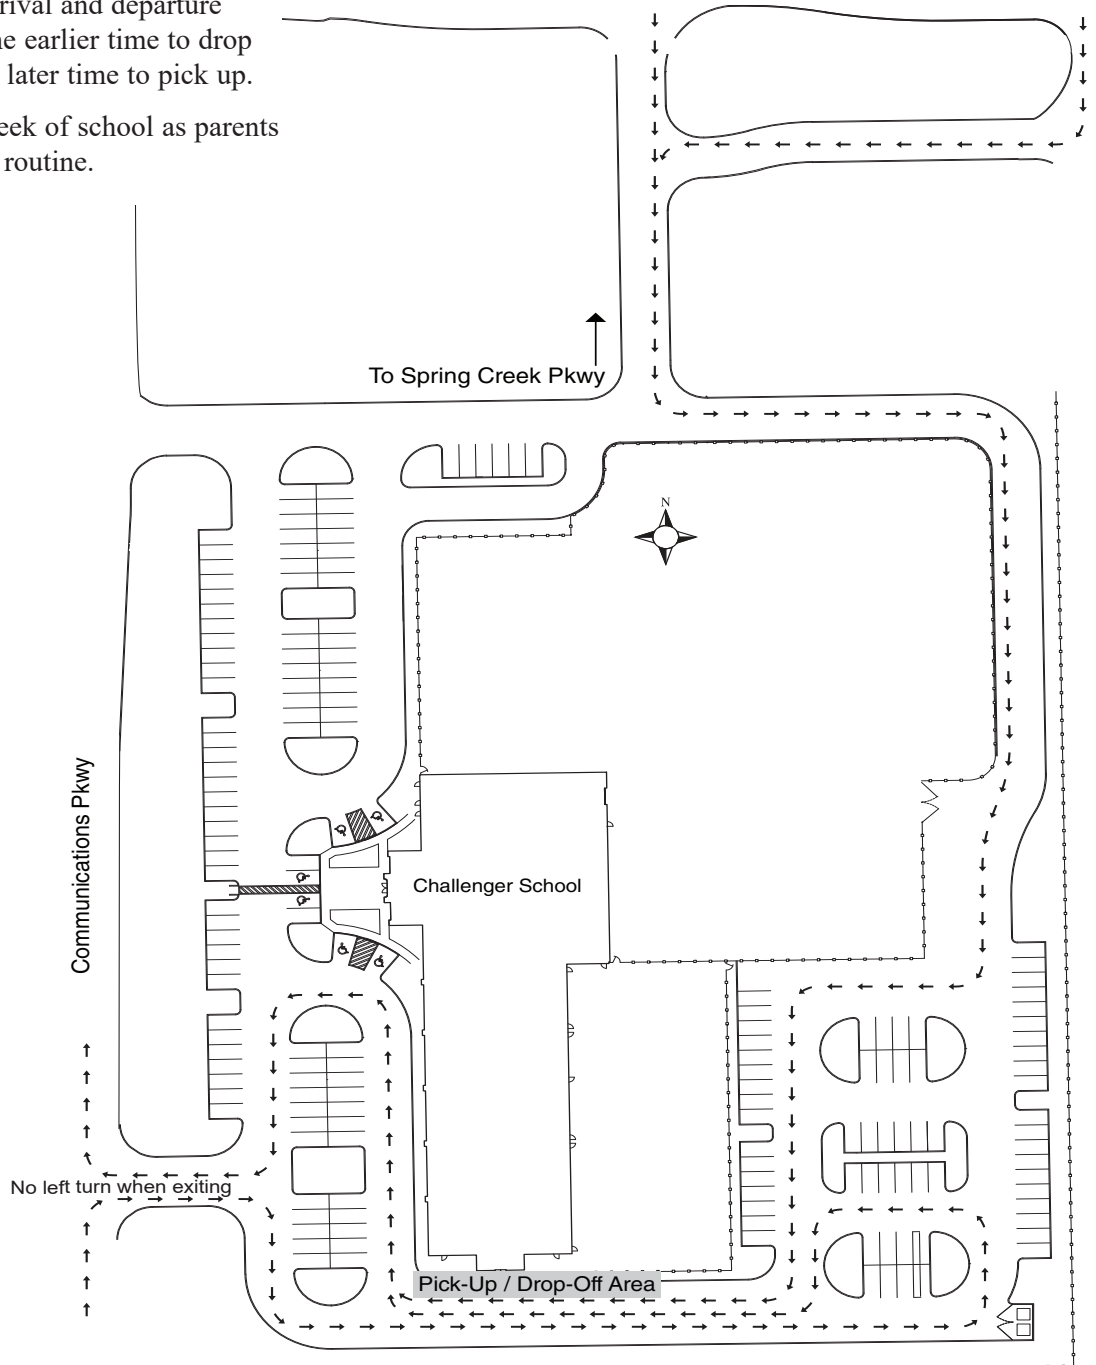 rival and departure
ne earlier time to drop
later time to pick up.
eek of school as parents
routine.
To Spring Creek Pkwy
N
Communications Pkwy
Challenger School
No left turn when exiting
Pick-Up / Drop-Off Area